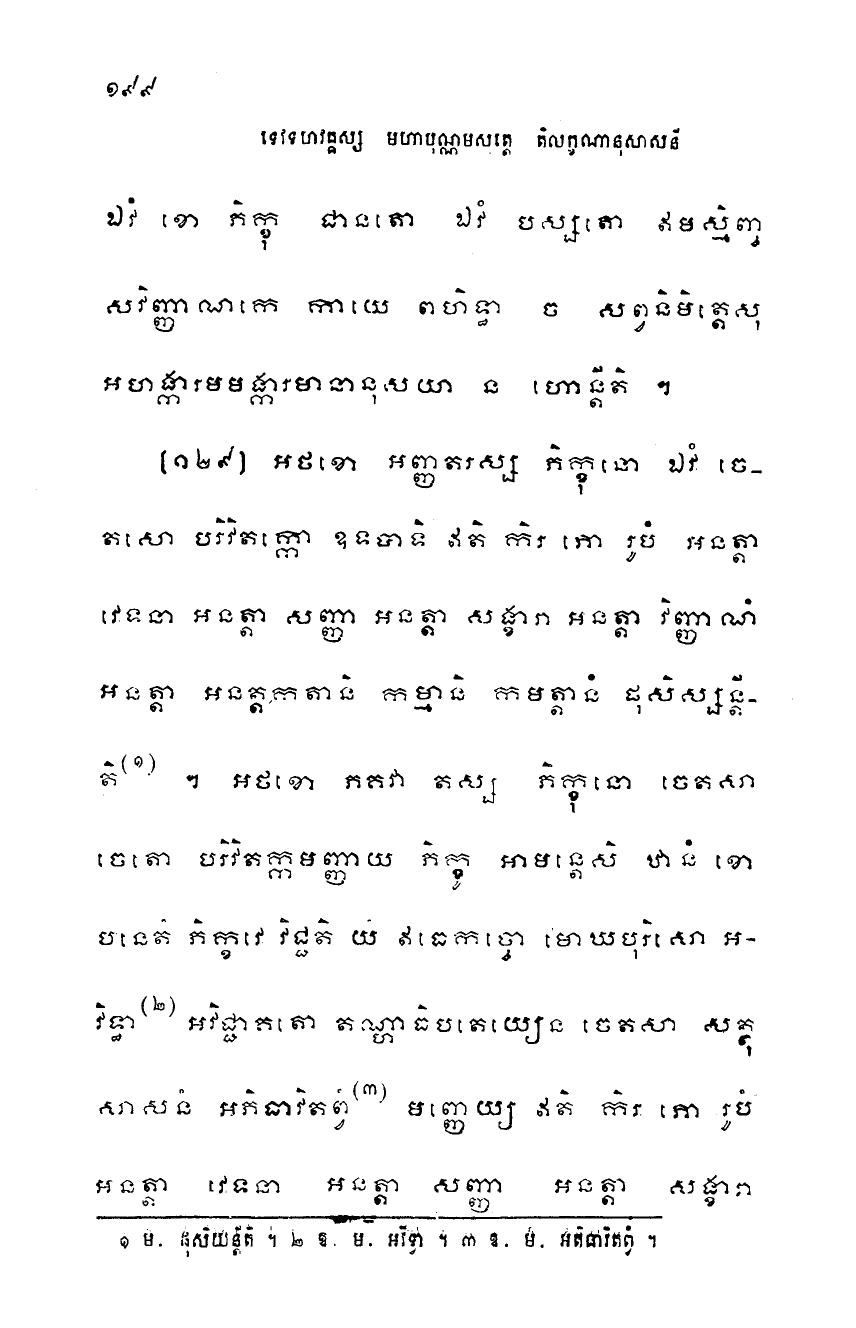 ១៩៩
ទេវទហវគ្គស្ស មហាបុណ្ណមសុត្តេ តិលក្ខណានុសាសនី
ឯវំ ខោ ភិក្ខុ ជានតោ ឯវំ បស្សតោ ឥមស្មិញ្ច
សវិញ្ញាណកេ កាយេ ពហិទ្ធា ច សព្វនិមិត្តេសុ
អហង្ការមមង្ការមានានុសយា ន ហោន្តីតិ ។
[១២៩] អថខោ អញ្ញតរស្ស ភិក្ខុនោ ឯវំ ចេ-
តសោ បរិវិតក្កោ ឧទបាទិ ឥតិ កិរ ភោ រូបំ អនត្តា
វេទនា អនត្តា សញ្ញា អនត្តា សង្ខារា អនត្តា វិញ្ញាណំ
អនត្តា អនត្តកតានិ កម្មានិ កមត្តានំ ផុសិស្សន្តី-
តិ(១) ។ អថខោ ភគវា តស្ស ភិក្ខុនោ ចេតសា
ចេតោ បរិវិតក្កមញ្ញាយ ភិក្ខូ អាមន្តេសិ ឋានំ ខោ
បនេតំ ភិក្ខវេ វិជ្ជតិ យំ ឥធេកច្ចោ មោឃបុរិសោ អ-
វិទ្វា(២) អវិជ្ជាគតោ តណ្ហាធិបតេយ្យេន ចេតសា សត្ថុ
សាសនំ អភិធាវិតព្វំ(៣) មញ្ញេយ្យ ឥតិ កិរ ភោ រូបំ
អនត្តា វេទនា អនត្តា សញ្ញា អនត្តា សង្ខារា
១ ម. ផុសិយន្តីតិ ។ ២ ឱ. ម. អវិទ្វា ។ ៣ ឱ. ម. អតិធាវិតព្វំ ។